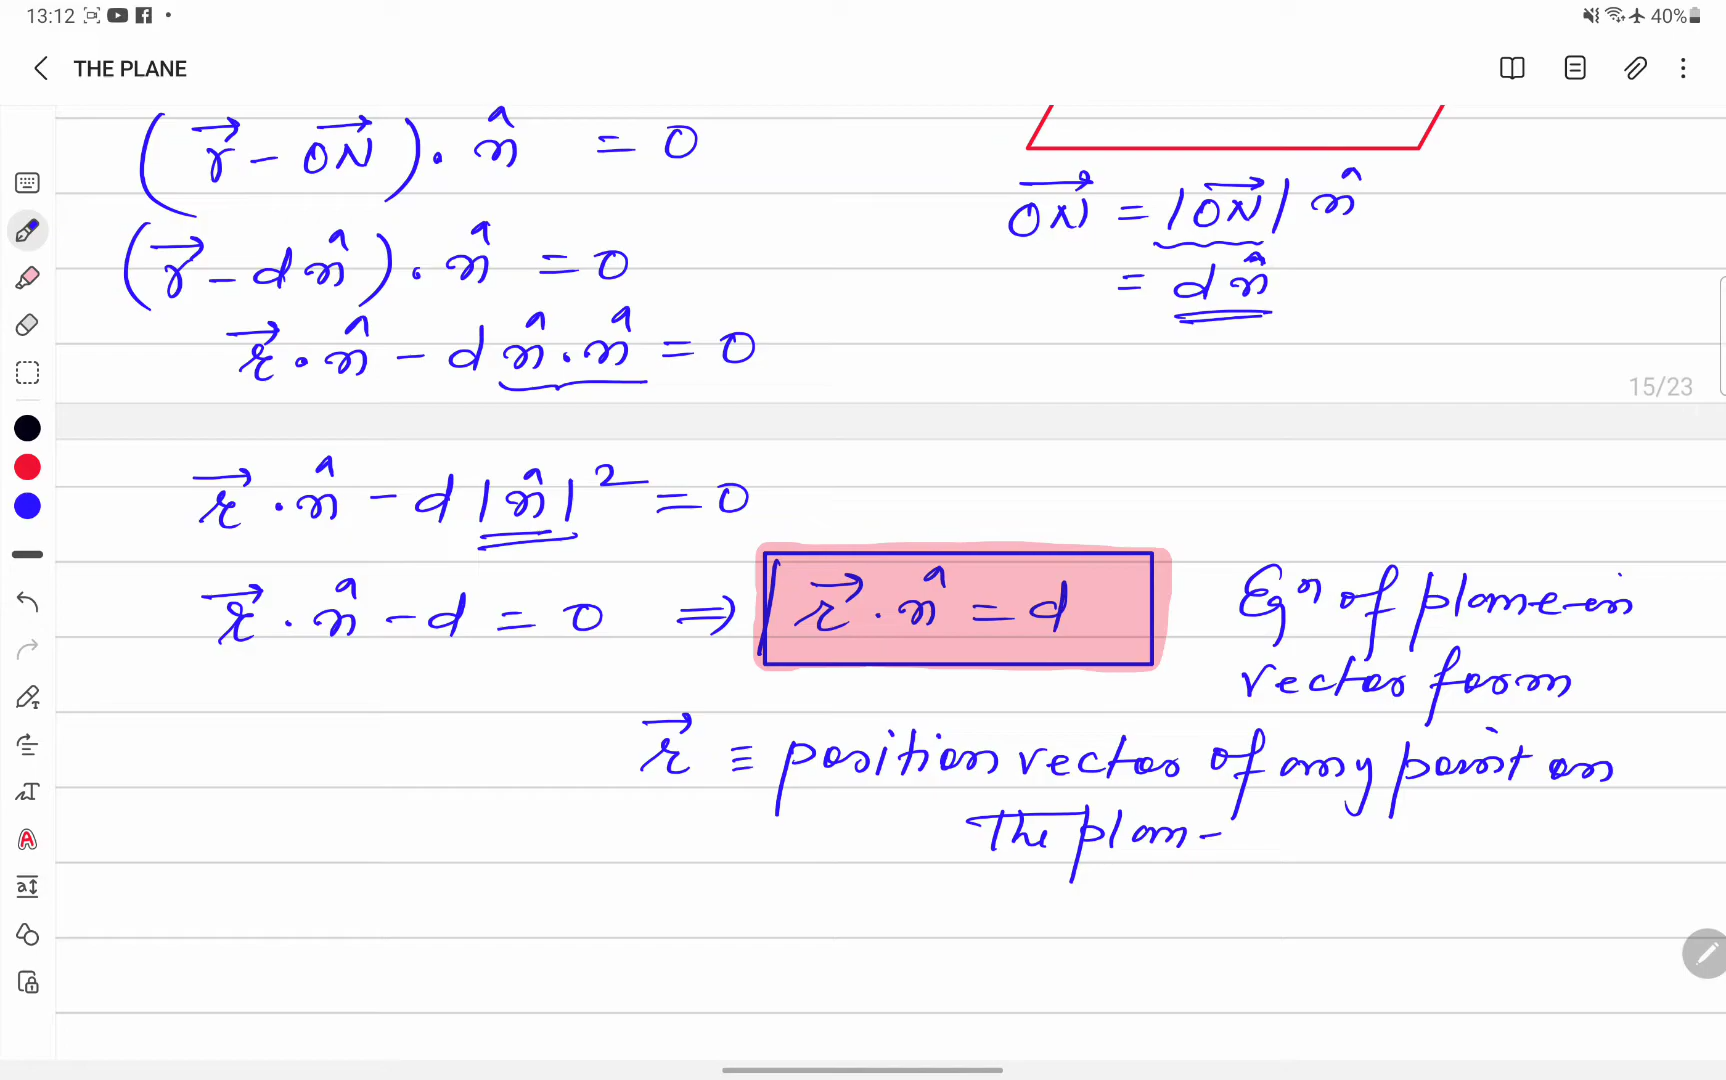 13:12
40%
THE PLANE
(r⃗ - ON⃗) · n̂ = 0
ON⃗ = |ON⃗| n̂
(r⃗ - d n̂) · n̂ = 0
= d n̂
r⃗ · n̂ - d n̂ · n̂ = 0
15/23
r⃗ · n̂ - d |n̂|² = 0
r⃗ · n̂ - d = 0 ⇒ r⃗ · n̂ = d
Eqⁿ of plane in
vector form
r⃗ ≡ position vector of any point on
The plan-